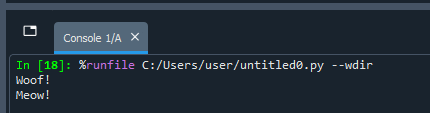 Console 1/A
In [18]: %runfile C:/Users/user/untitled0.py --wdir
Woof!
Meow!